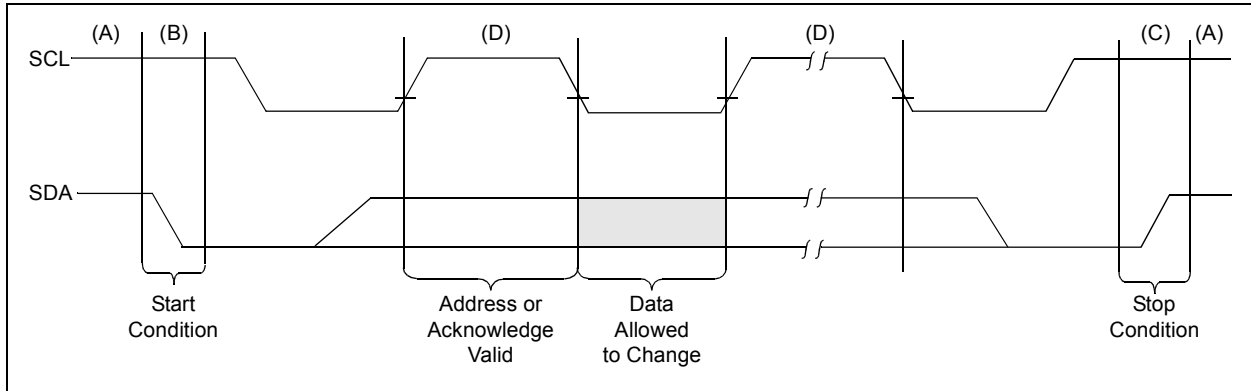 (A) (B) (D) (D) (C) (A)
SCL
SDA
Start
Condition
Address or
Acknowledge
Valid
Data
Allowed
to Change
Stop
Condition